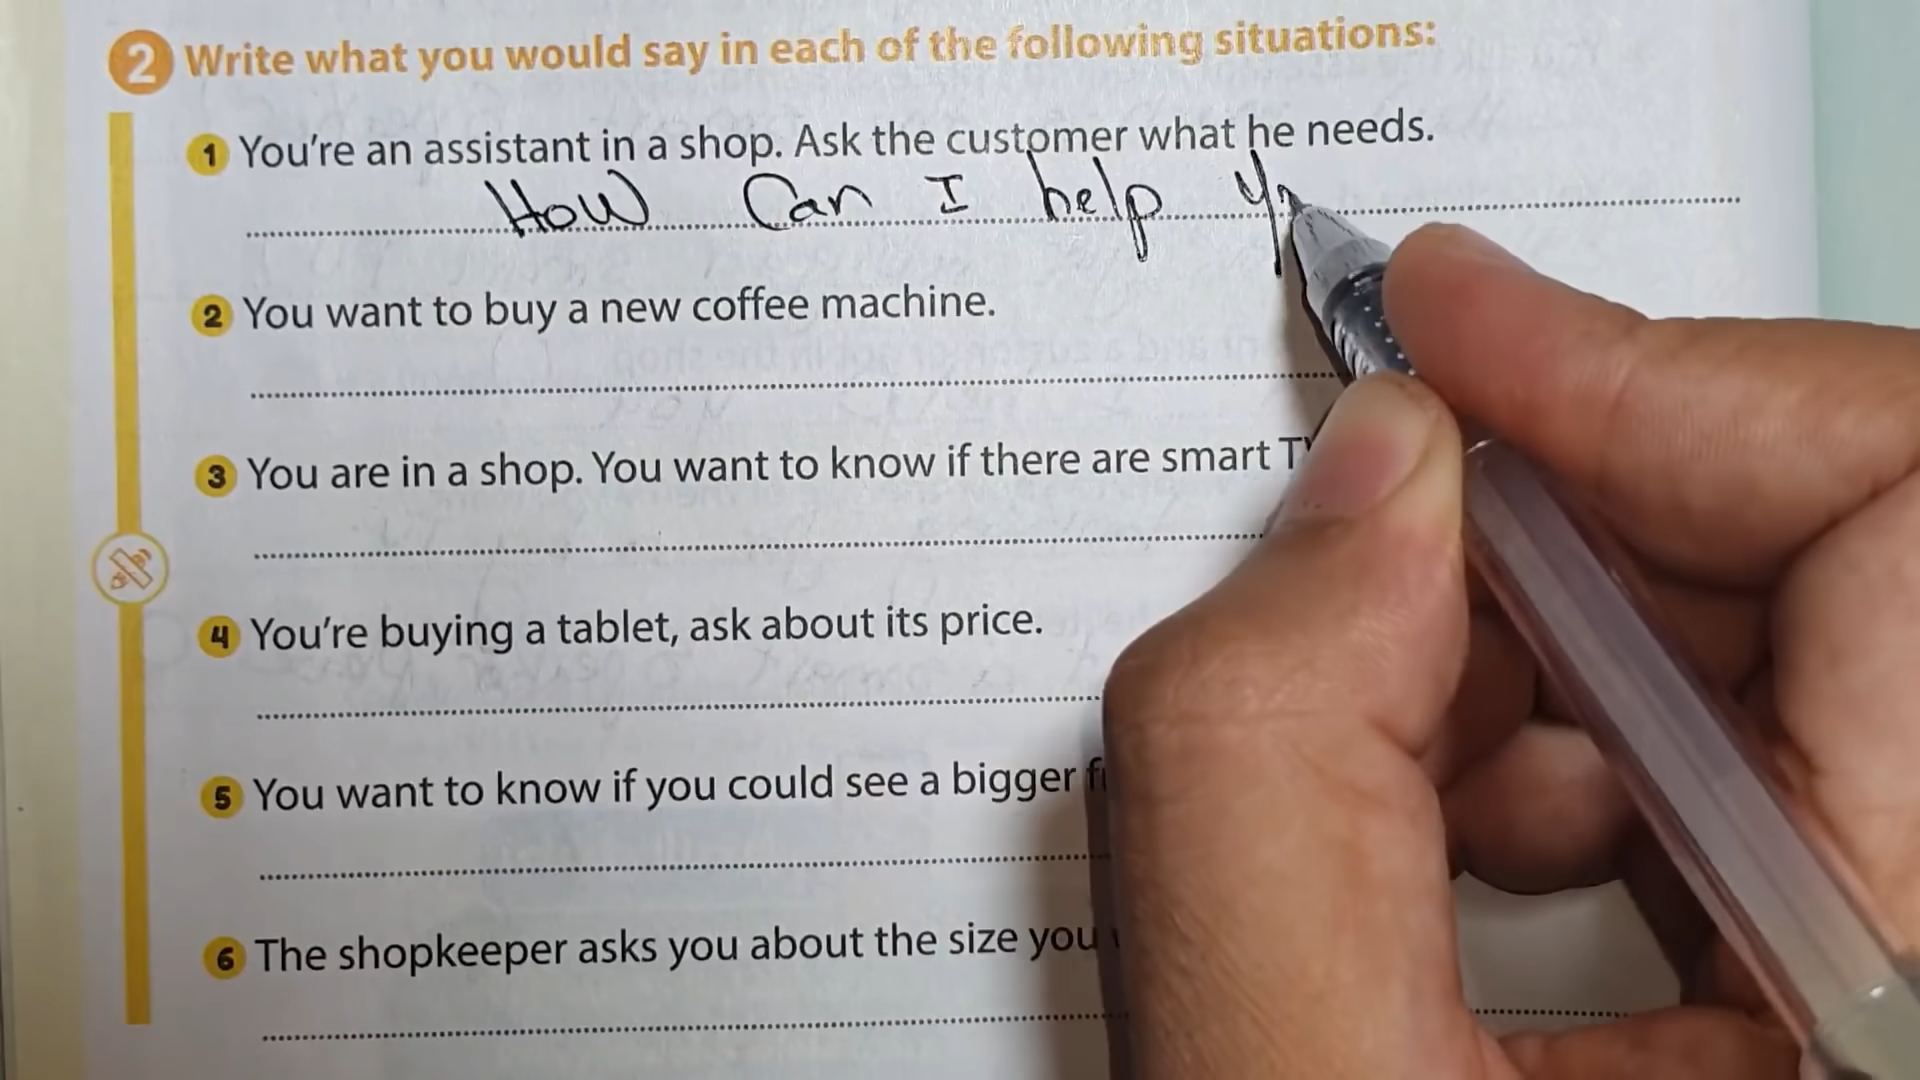 2 Write what you would say in each of the following situations:
1 You're an assistant in a shop. Ask the customer what he needs.
How Can I help
2 You want to buy a new coffee machine.
3 You are in a shop. You want to know if there are smart
4 You're buying a tablet, ask about its price.
5 You want to know if you could see a bigger
6 The shopkeeper asks you about the size you